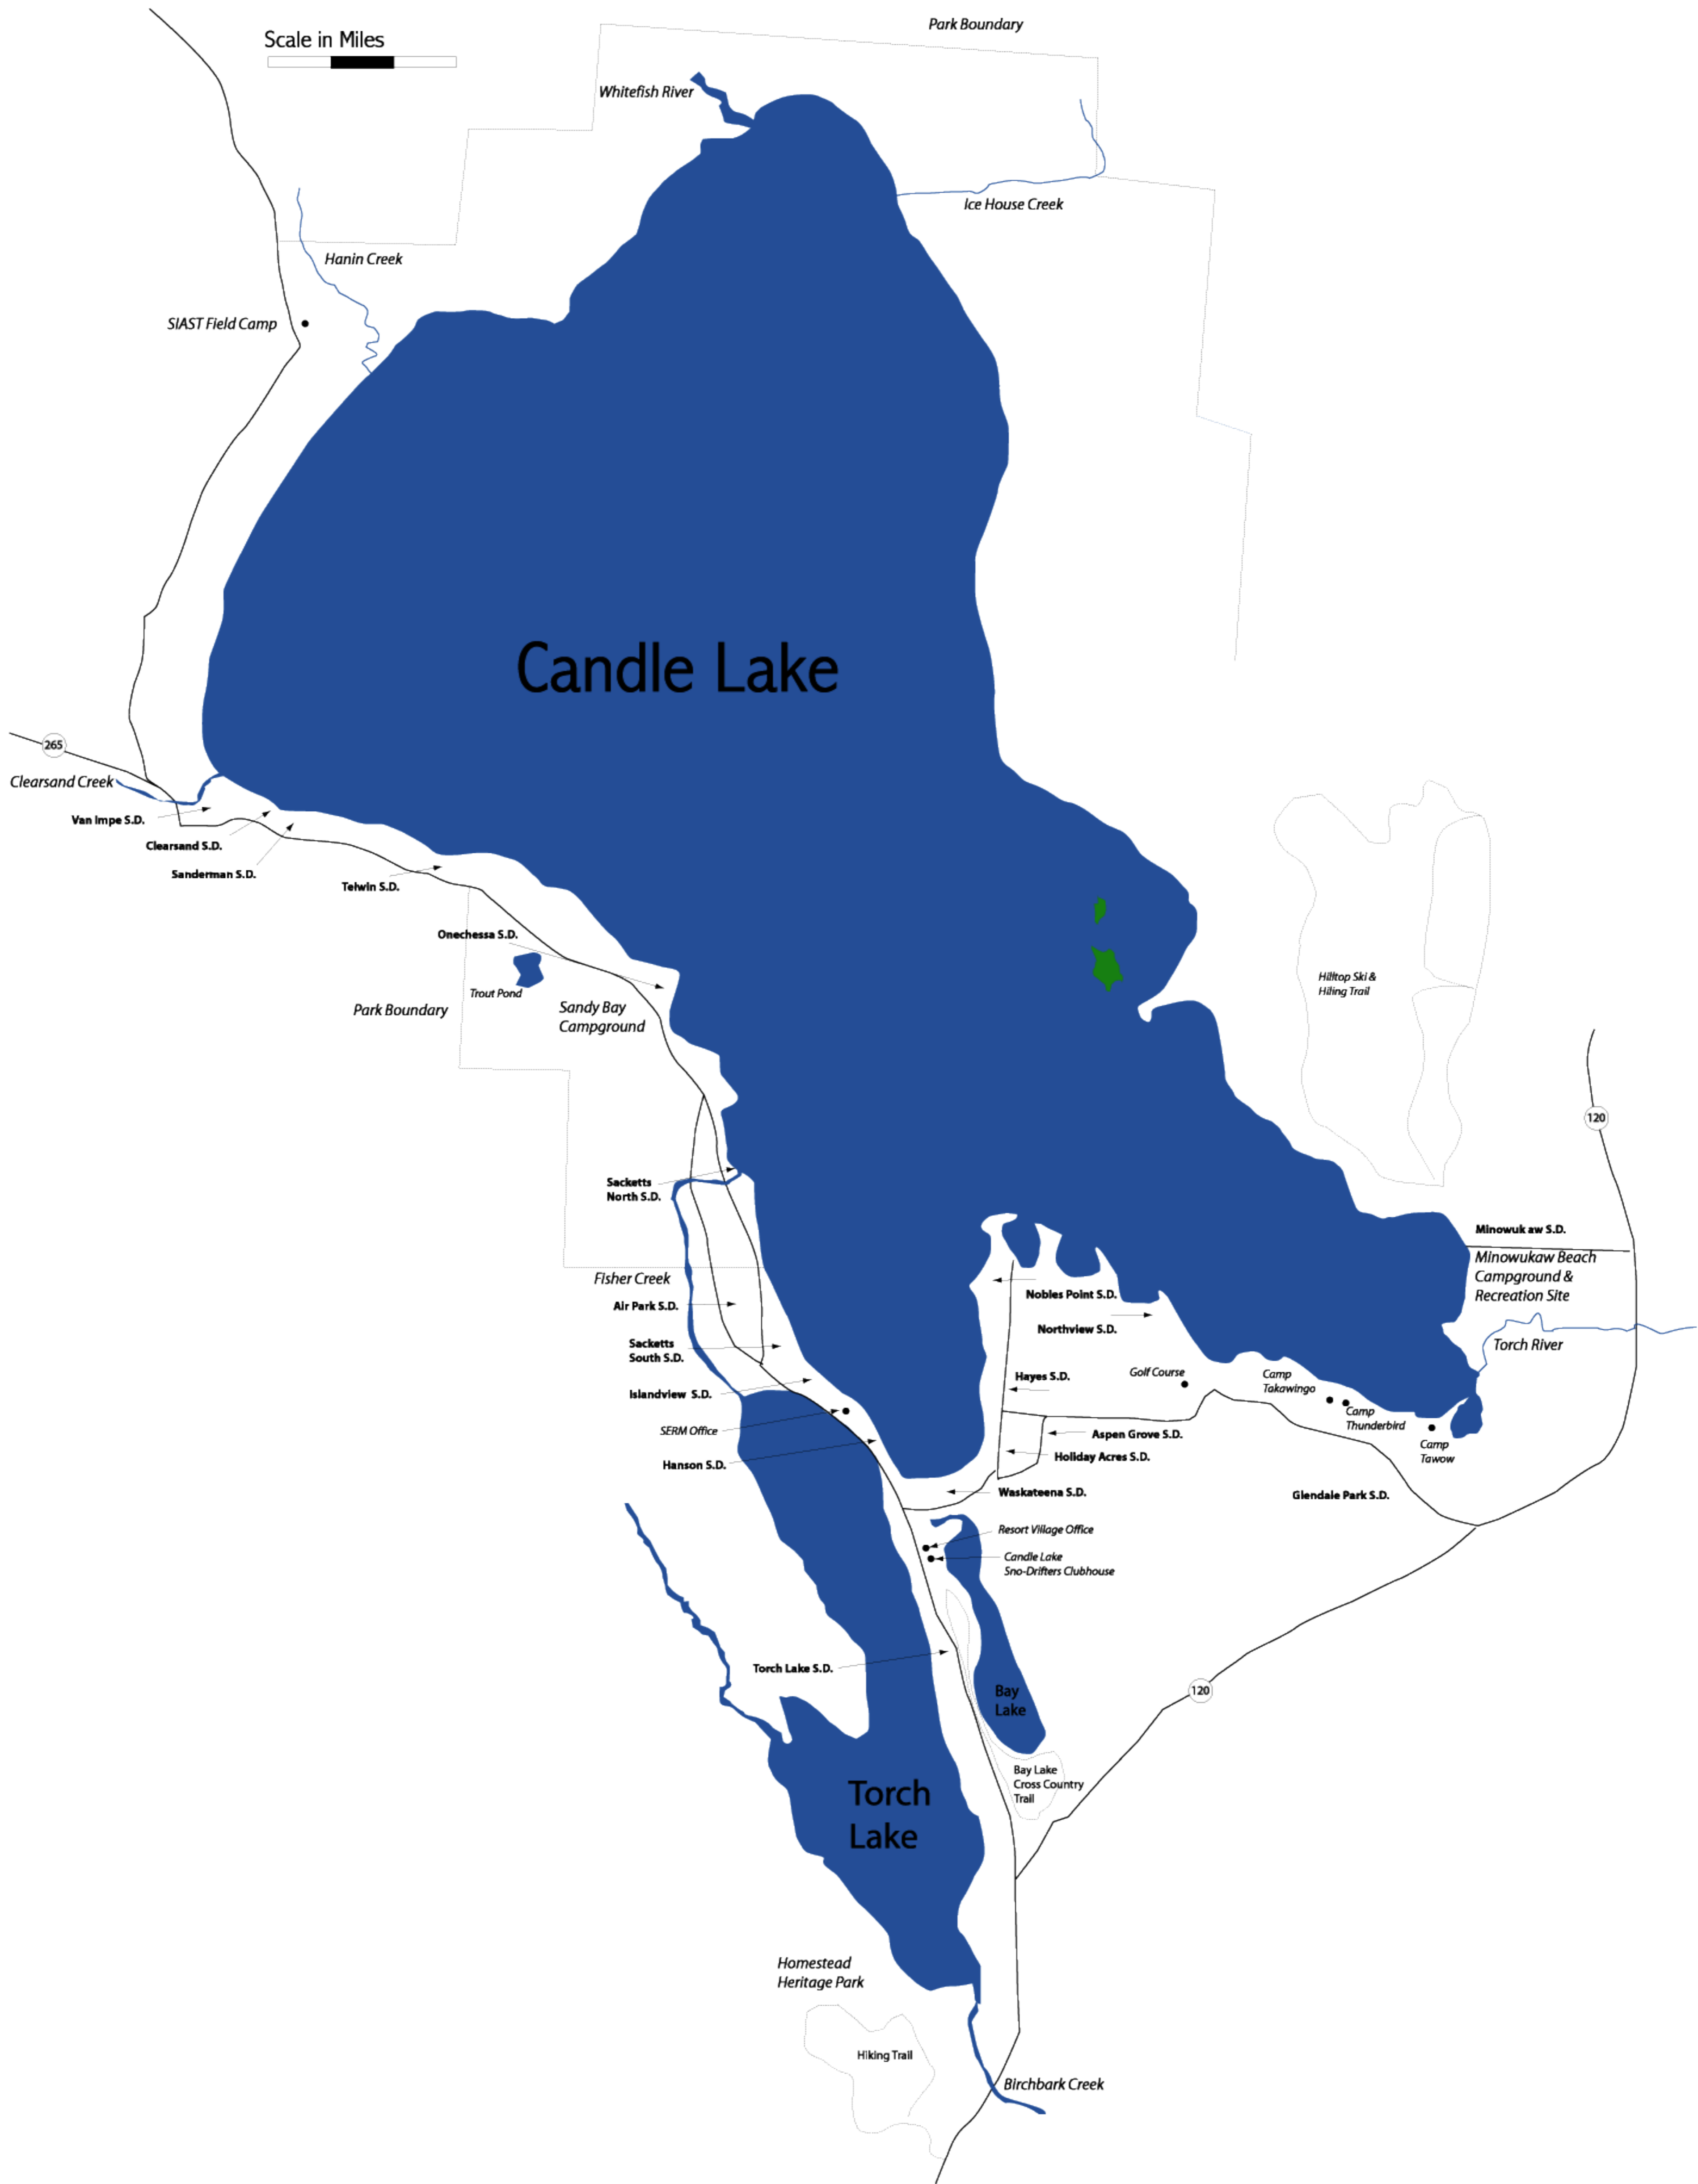 Park Boundary
Scale in Miles
Whitefish River
Ice House Creek
Hanin Creek
SIAST Field Camp
Candle Lake
265
Clearsand Creek
Van Impe S.D.
Clearsand S.D.
Sanderman S.D.
Telwin S.D.
Onechessa S.D.
Trout Pond
Park Boundary
Sandy Bay
Campground
Hilltop Ski &
Hiling Trail
120
Sacketts
North S.D.
Minowuk aw S.D.
Minowukaw Beach
Campground &
Recreation Site
Fisher Creek
Air Park S.D.
Nobles Point S.D.
Northview S.D.
Torch River
Sacketts
South S.D.
Islandview S.D.
Hayes S.D.
Golf Course
Camp
Takawingo
Camp
Thunderbird
SERM Office
Aspen Grove S.D.
Camp
Tawow
Hanson S.D.
Holiday Acres S.D.
Waskateena S.D.
Glendale Park S.D.
Resort Village Office
Candle Lake
Sno-Drifters Clubhouse
Torch Lake S.D.
Bay
Lake
120
Bay Lake
Cross Country
Trail
Torch
Lake
Homestead
Heritage Park
Hiking Trail
Birchbark Creek